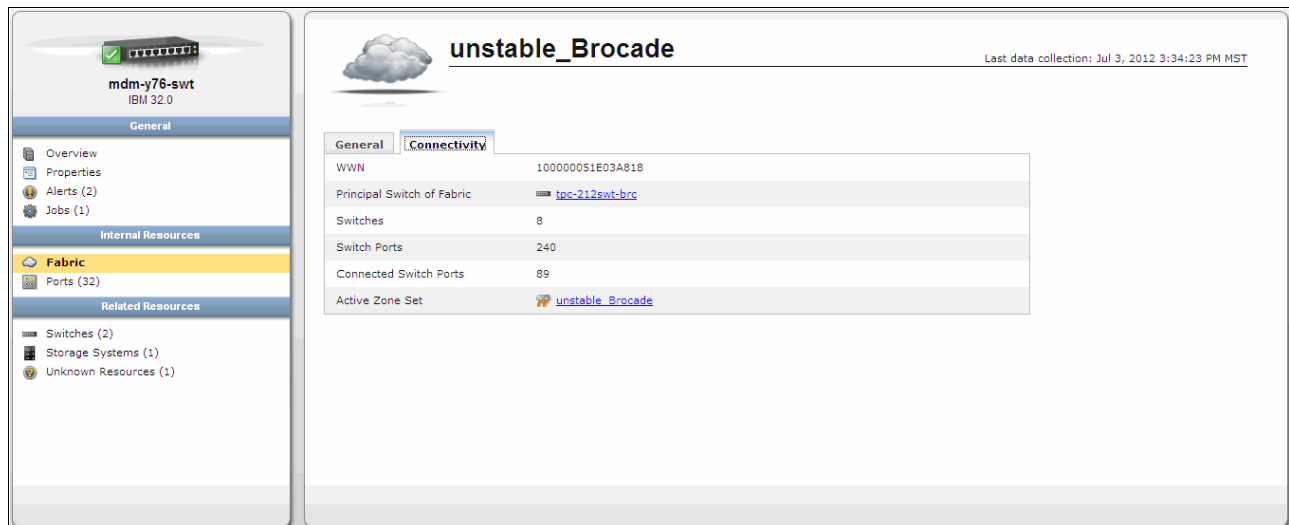 mdm-y76-swt
IBM 32.0
General
Overview
Properties
Alerts (2)
Jobs (1)
Internal Resources
Fabric
Ports (32)
Related Resources
Switches (2)
Storage Systems (1)
Unknown Resources (1)
unstable_Brocade
Last data collection: Jul 3, 2012 3:34:23 PM MST
General Connectivity
WWN 100000051E03A818
Principal Switch of Fabric tpc-212swt-brc
Switches 8
Switch Ports 240
Connected Switch Ports 89
Active Zone Set unstable_Brocade